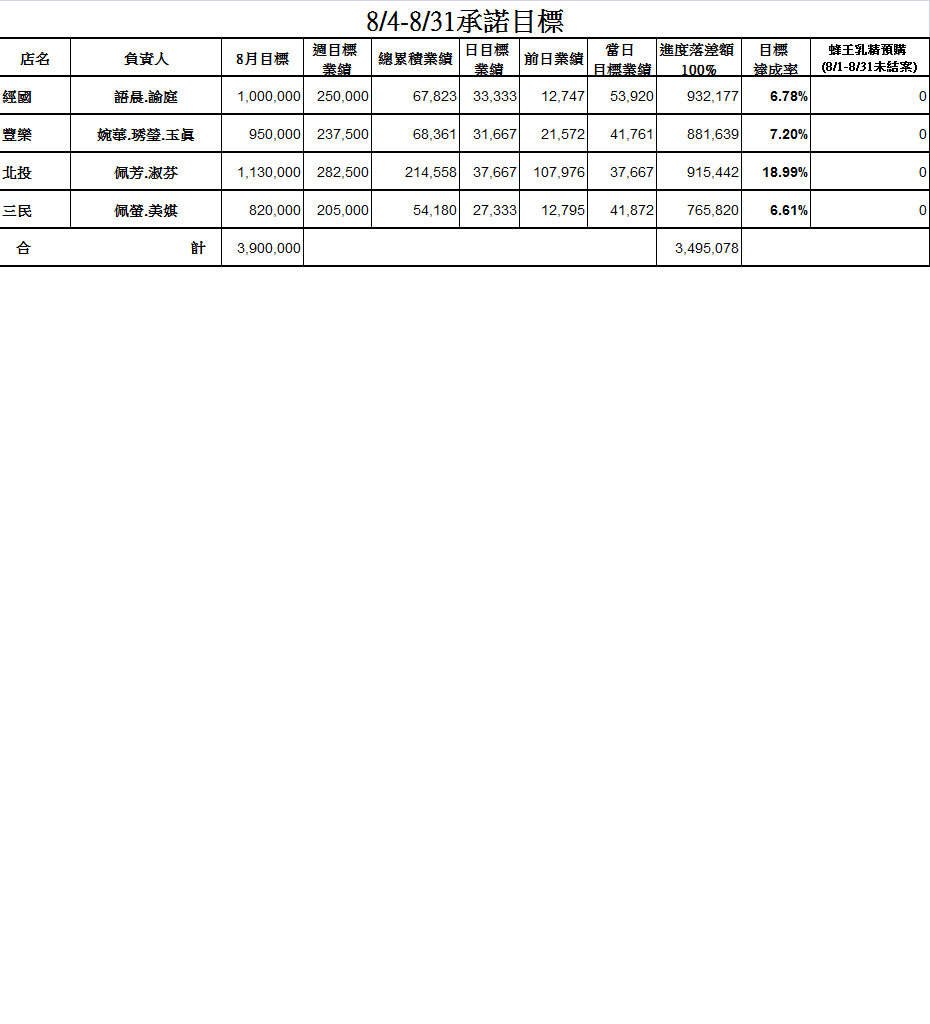 8/4-8/31承諾目標
店名 負責人 8月目標 週目標業績 總累積業績 日目標業績 前日業績 當日目標業績 進度落差額100% 目標達成率 蜂王乳精預購(8/1-8/31未結案)
經國 語晨.諭庭 1,000,000 250,000 67,823 33,333 12,747 53,920 932,177 6.78% 0
豐樂 婉華.琇瑩.玉真 950,000 237,500 68,361 31,667 21,572 41,761 881,639 7.20% 0
北投 佩芳.淑芬 1,130,000 282,500 214,558 37,667 107,976 37,667 915,442 18.99% 0
三民 佩螢.美娸 820,000 205,000 54,180 27,333 12,795 41,872 765,820 6.61% 0
合計 3,900,000 3,495,078